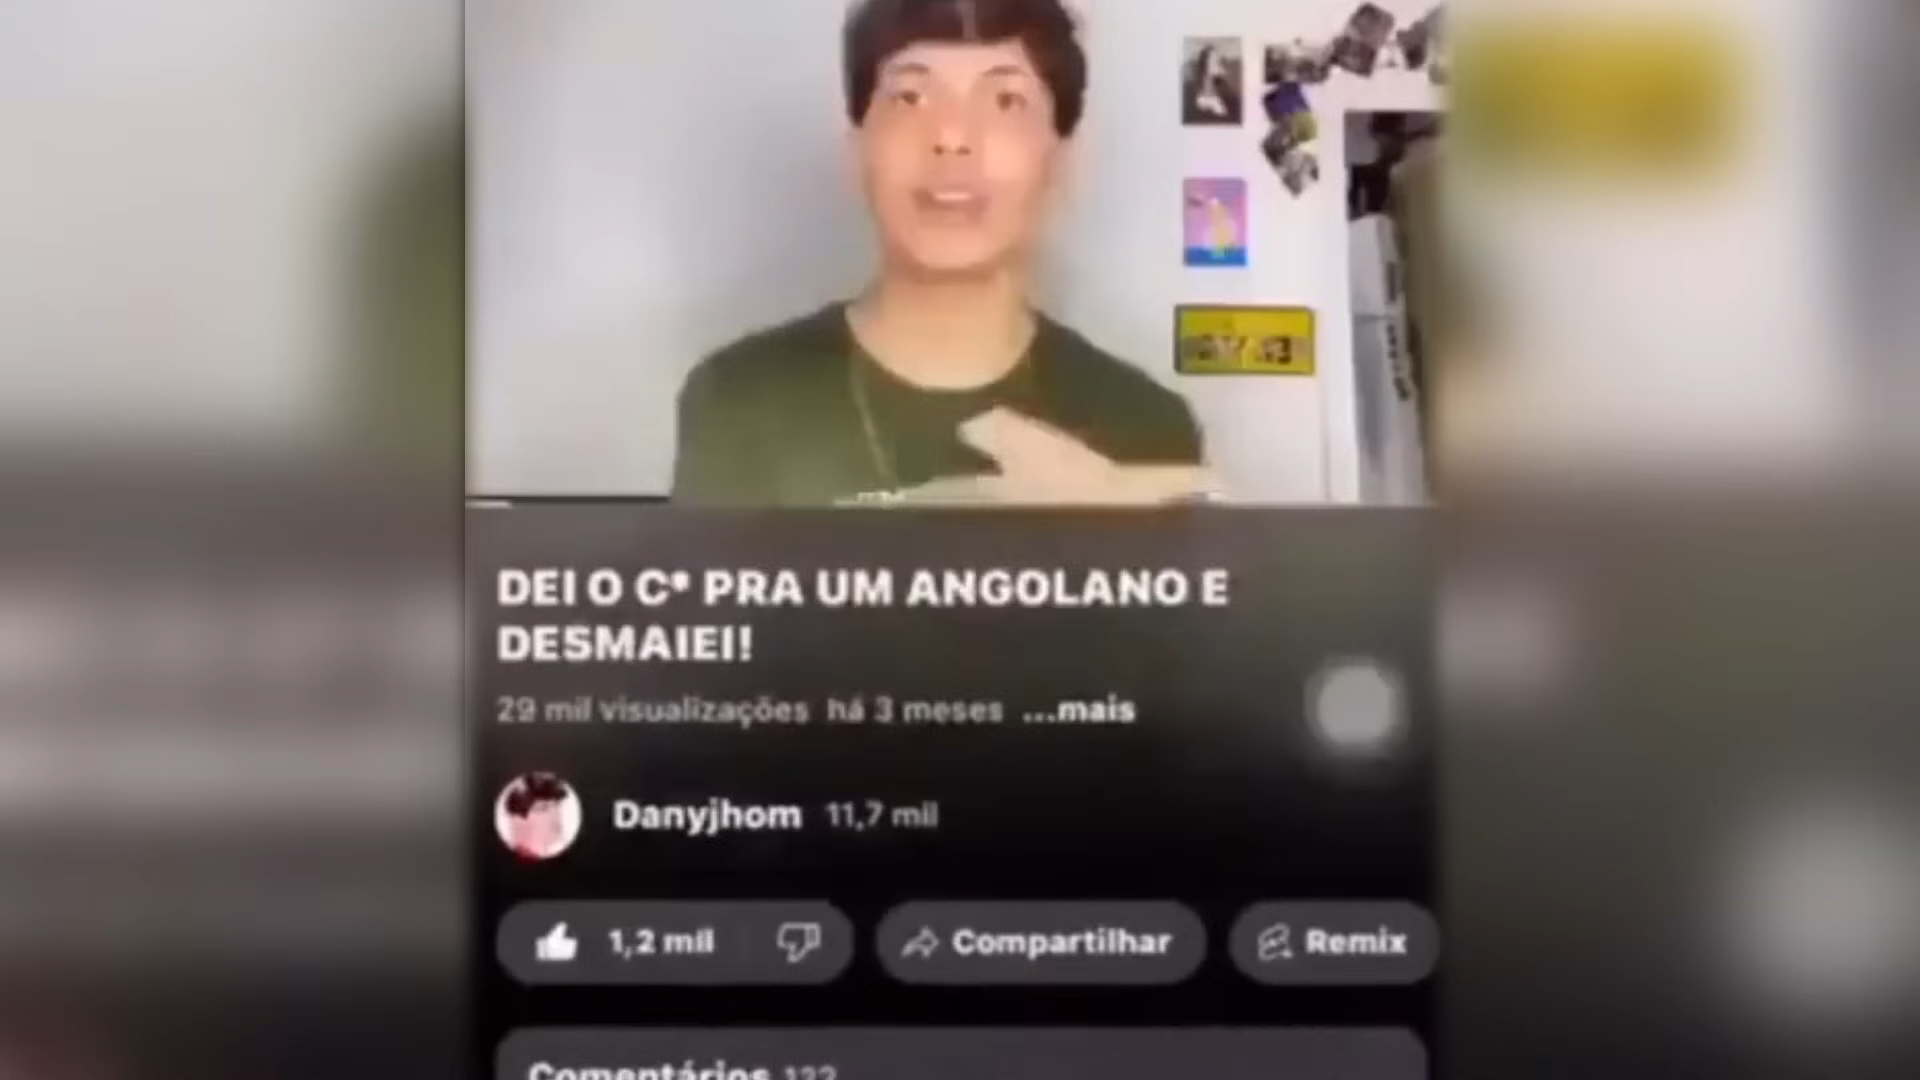 DEI O C* PRA UM ANGOLANO E
DESMAIEI!
29 mil visualizações há 3 meses ...mais
Danyjhom 11,7 mil
1,2 mil Compartilhar Remix
Comentários 132